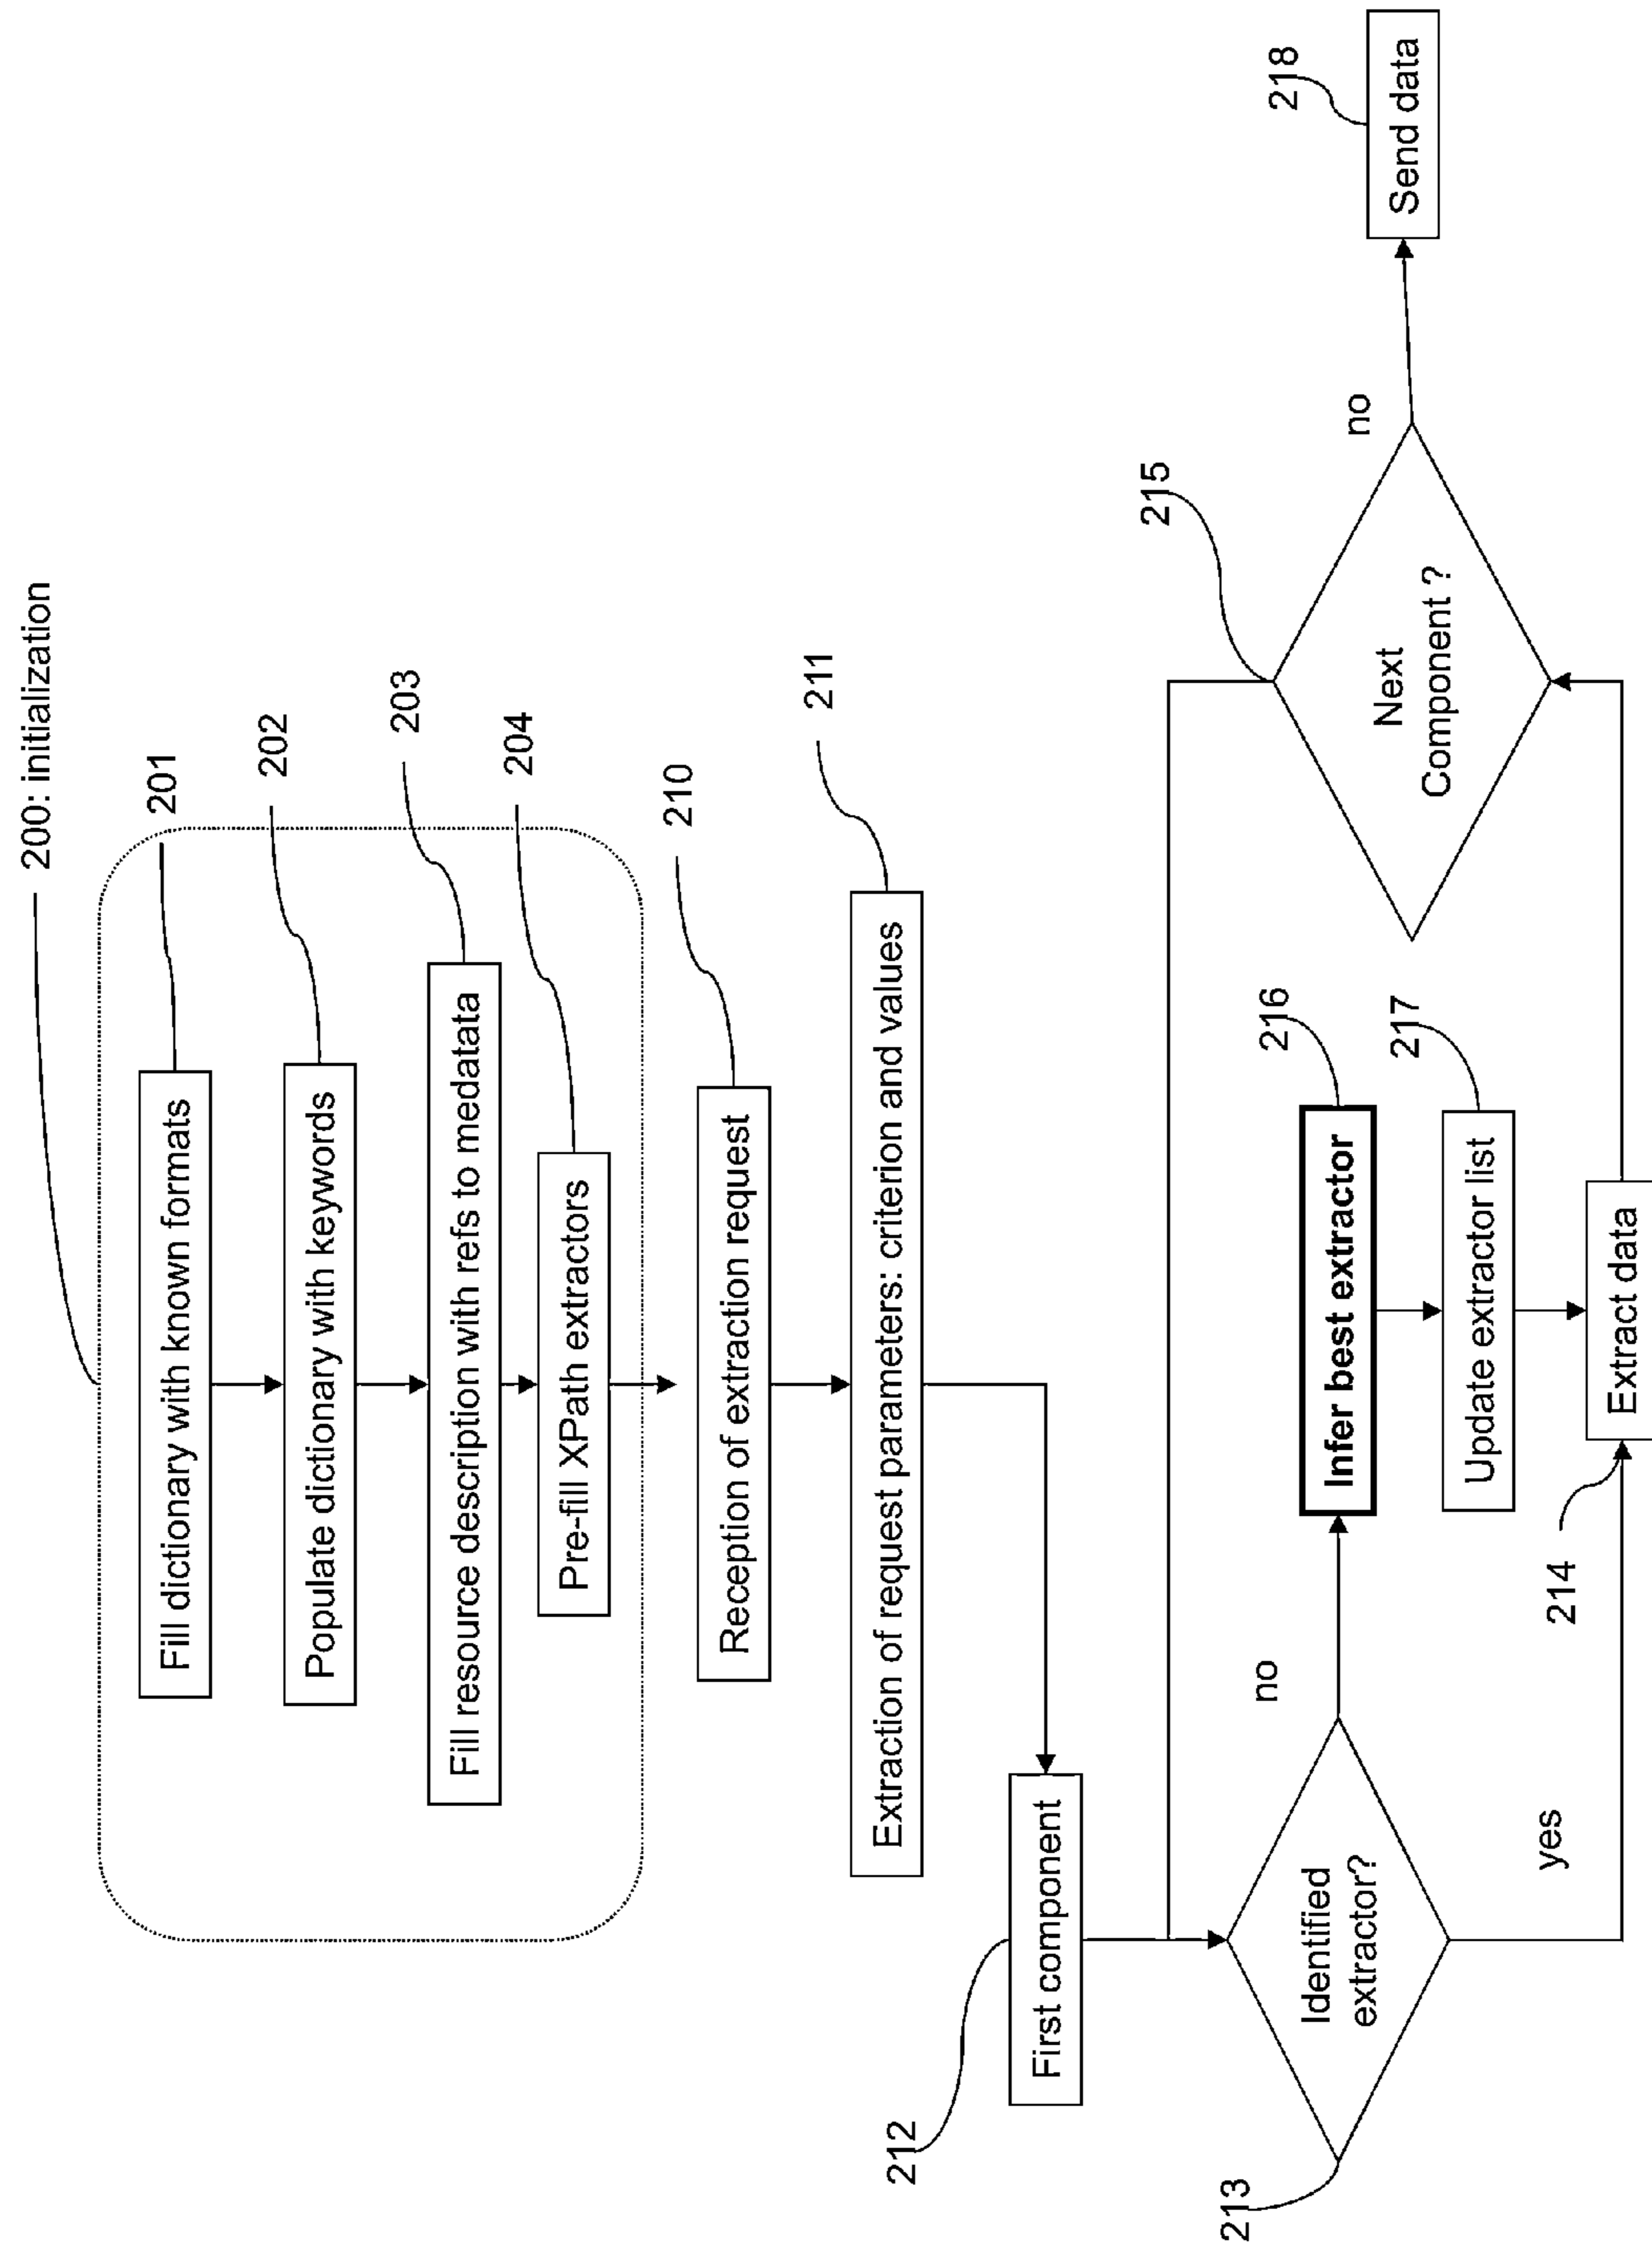 200: initialization
Fill dictionary with known formats
201
Populate dictionary with keywords
202
Fill resource description with refs to medatata
203
Pre-fill XPath extractors
204
Reception of extraction request
210
Extraction of request parameters: criterion and values
211
First component
212
Identified
extractor?
213
no
yes
Infer best extractor
216
Update extractor list
217
Extract data
214
Next
Component ?
215
no
Send data
218